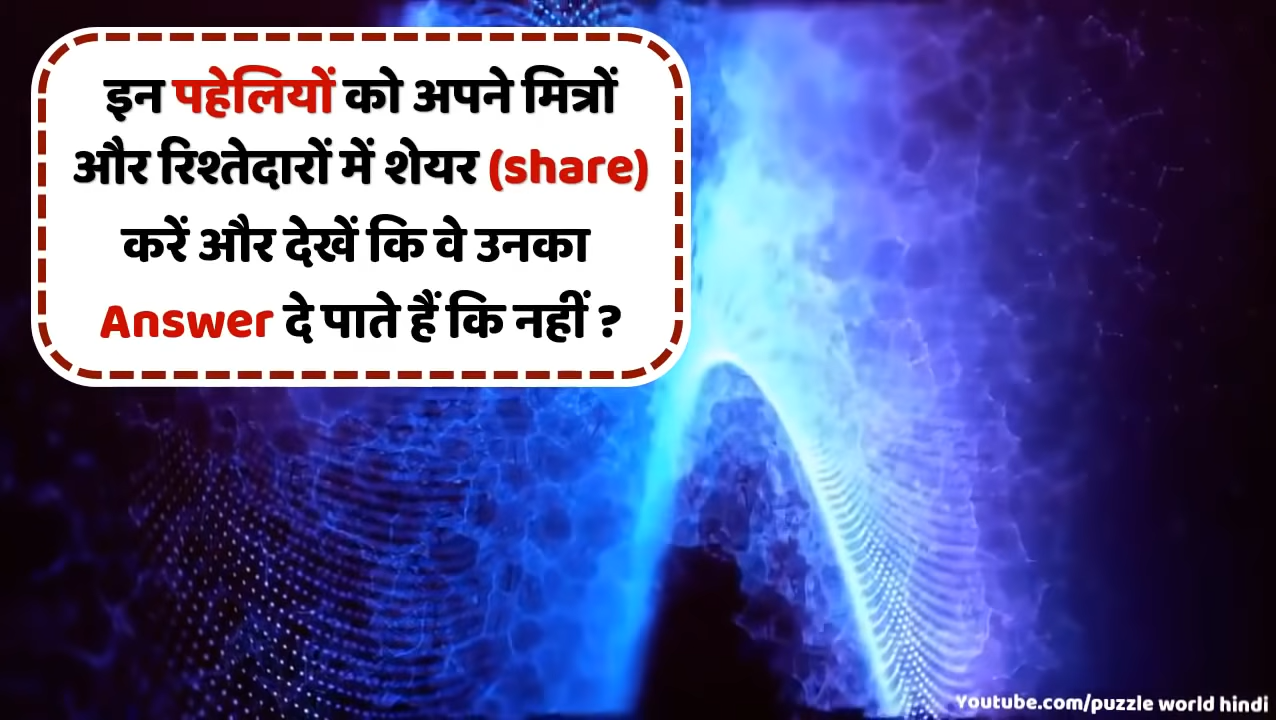 इन पहेलियों को अपने मित्रों
और रिश्तेदारों में शेयर (share)
करें और देखें कि वे उनका
Answer दे पाते हैं कि नहीं ?
Youtube.com/puzzle world hindi